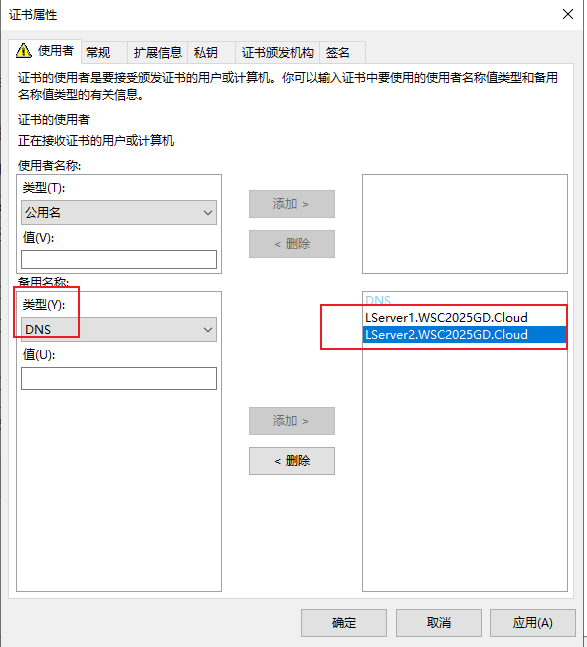 证书属性
使用者 常规 扩展信息 私钥 证书颁发机构 签名
证书的使用者是要接受颁发证书的用户或计算机。你可以输入证书中要使用的使用者名称值类型和备用
名称值类型的有关信息。
证书的使用者
正在接收证书的用户或计算机
使用者名称:
类型(T):
公用名
值(V):
添加 >
< 删除
备用名称:
类型(Y):
DNS
值(U):
添加 >
< 删除
DNS
LServer1.WSC2025GD.Cloud
LServer2.WSC2025GD.Cloud
确定 取消 应用(A)